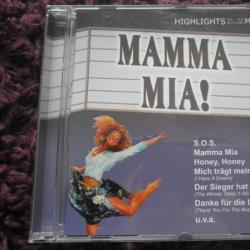 HIGHLIGHTS
MAMMA
MIA!
S.O.S.
Mamma Mia
Honey, Honey
Mich trägt mein
(I Have A Dream)
Der Sieger hat
(The Winner Takes It All)
Danke für die L
(Thank You For The Mus
u.v.a.